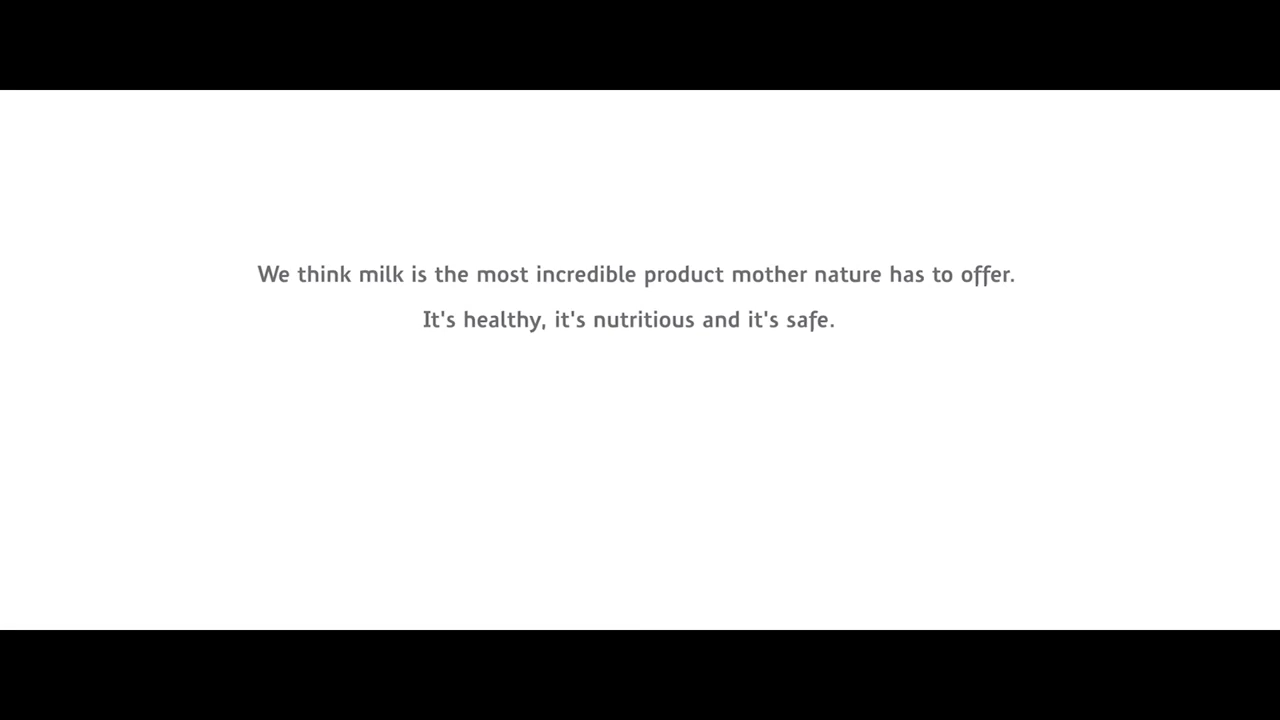 We think milk is the most incredible product mother nature has to offer.
It's healthy, it's nutritious and it's safe.